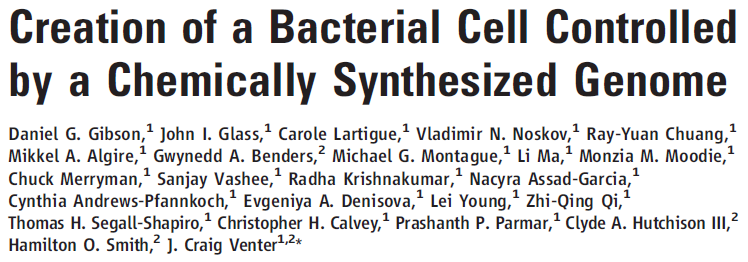 Creation of a Bacterial Cell Controlled
by a Chemically Synthesized Genome
Daniel G. Gibson,¹ John I. Glass,¹ Carole Lartigue,¹ Vladimir N. Noskov,¹ Ray-Yuan Chuang,¹
Mikkel A. Algire,¹ Gwynedd A. Benders,² Michael G. Montague,¹ Li Ma,¹ Monzia M. Moodie,¹
Chuck Merryman,¹ Sanjay Vashee,¹ Radha Krishnakumar,¹ Nacyra Assad-Garcia,¹
Cynthia Andrews-Pfannkoch,¹ Evgeniya A. Denisova,¹ Lei Young,¹ Zhi-Qing Qi,¹
Thomas H. Segall-Shapiro,¹ Christopher H. Calvey,¹ Prashanth P. Parmar,¹ Clyde A. Hutchison III,²
Hamilton O. Smith,² J. Craig Venter¹,²*